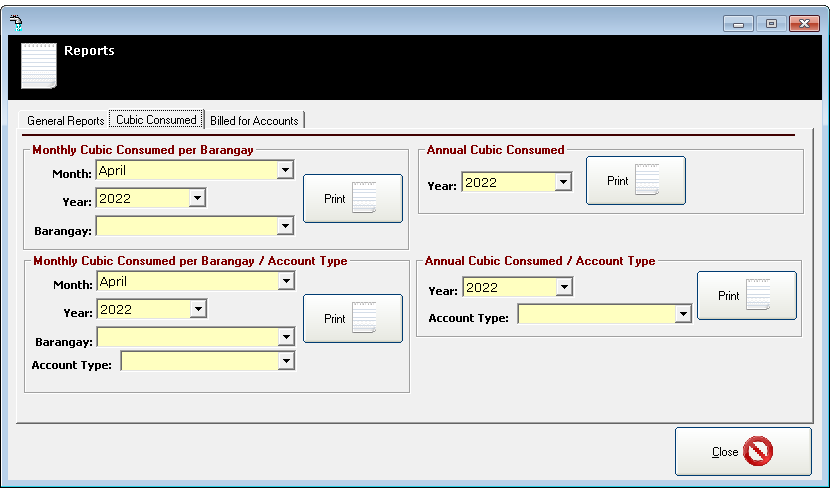 Reports
General Reports Cubic Consumed Billed for Accounts
Monthly Cubic Consumed per Barangay
Month: April
Year: 2022
Barangay:
Print
Annual Cubic Consumed
Year: 2022
Print
Monthly Cubic Consumed per Barangay / Account Type
Month: April
Year: 2022
Barangay:
Account Type:
Print
Annual Cubic Consumed / Account Type
Year: 2022
Account Type:
Print
Close